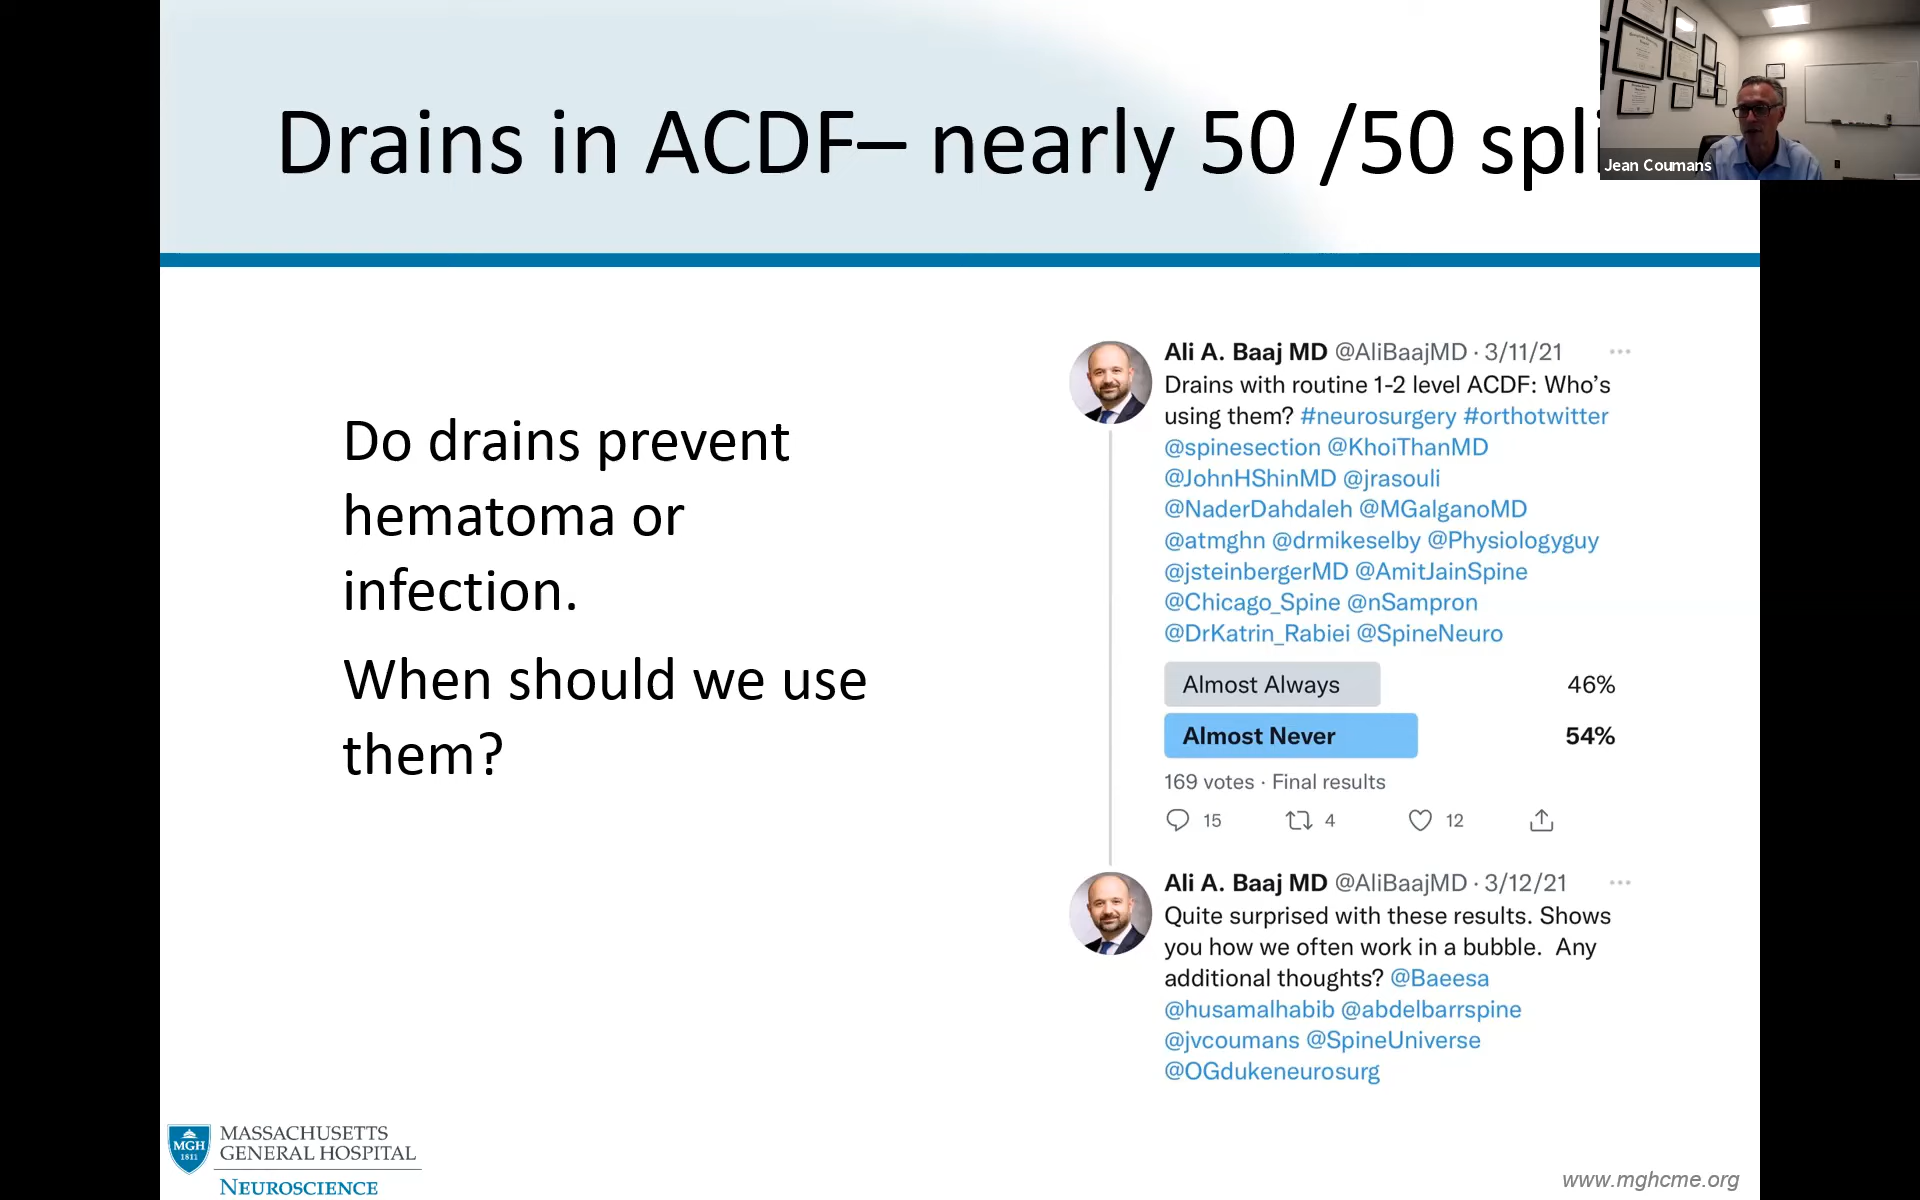 Drains in ACDF– nearly 50 /50 spli
Jean Coumans
Do drains prevent
hematoma or
infection.
When should we use
them?
Ali A. Baaj MD @AliBaajMD · 3/11/21
Drains with routine 1-2 level ACDF: Who’s
using them? #neurosurgery #orthotwitter
@spinesection @KhoiThanMD
@JohnHShinMD @jrasouli
@NaderDahdaleh @MGalganoMD
@atmghn @drmikeselby @Physiologyguy
@jsteinbergerMD @AmitJainSpine
@Chicago_Spine @nSampron
@DrKatrin_Rabiei @SpineNeuro
Almost Always 46%
Almost Never 54%
169 votes · Final results
15 4 12
Ali A. Baaj MD @AliBaajMD · 3/12/21
Quite surprised with these results. Shows
you how we often work in a bubble.  Any
additional thoughts? @Baeesa
@husamalhabib @abdelbarrspine
@jvcoumans @SpineUniverse
@OGdukeneurosurg
MGH
1811
MASSACHUSETTS
GENERAL HOSPITAL
NEUROSCIENCE
www.mghcme.org